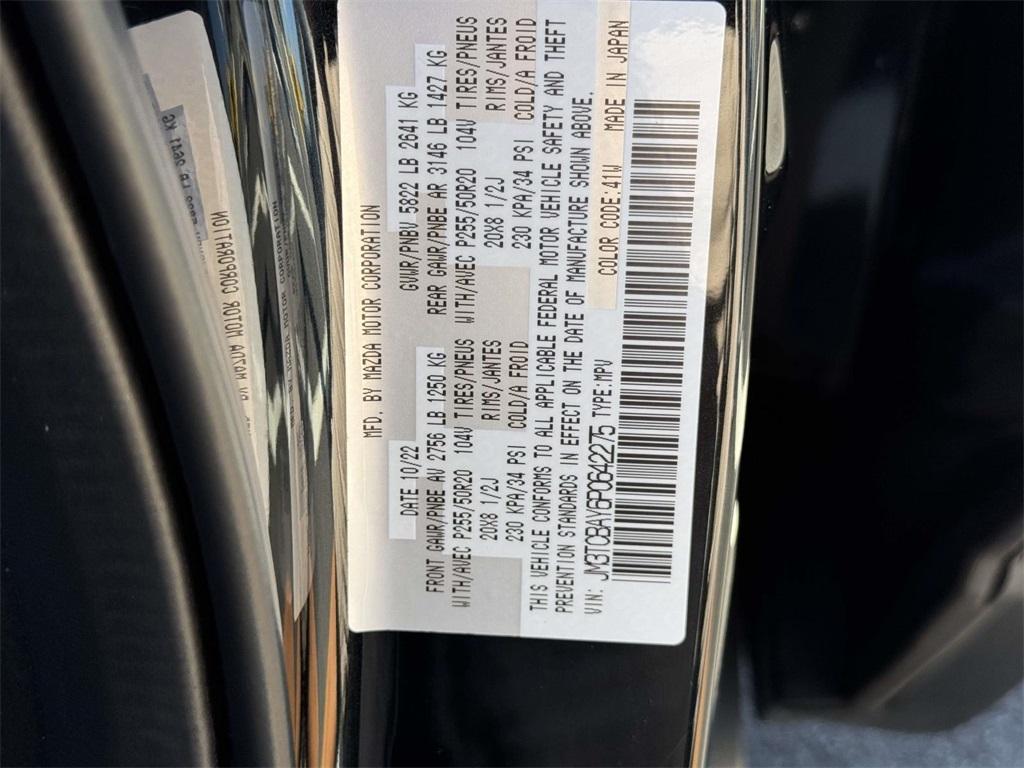 MFD. BY MAZDA MOTOR CORPORATION
DATE 10/22 GVWR/PNBV 5822 LB 2641 KG
FRONT GAWR/PNBE AV 2756 LB 1250 KG REAR GAWR/PNBE AR 3146 LB 1427 KG
WITH/AVEC P255/50R20 104V TIRES/PNEUS WITH/AVEC P255/50R20 104V TIRES/PNEUS
20X8 1/2J RIMS/JANTES 20X8 1/2J RIMS/JANTES
230 KPA/34 PSI COLD/A FROID 230 KPA/34 PSI COLD/A FROID
THIS VEHICLE CONFORMS TO ALL APPLICABLE FEDERAL MOTOR VEHICLE SAFETY AND THEFT
PREVENTION STANDARDS IN EFFECT ON THE DATE OF MANUFACTURE SHOWN ABOVE.
VIN: JM3TCBAY6P0642275 TYPE:MPV COLOR CODE:41W MADE IN JAPAN